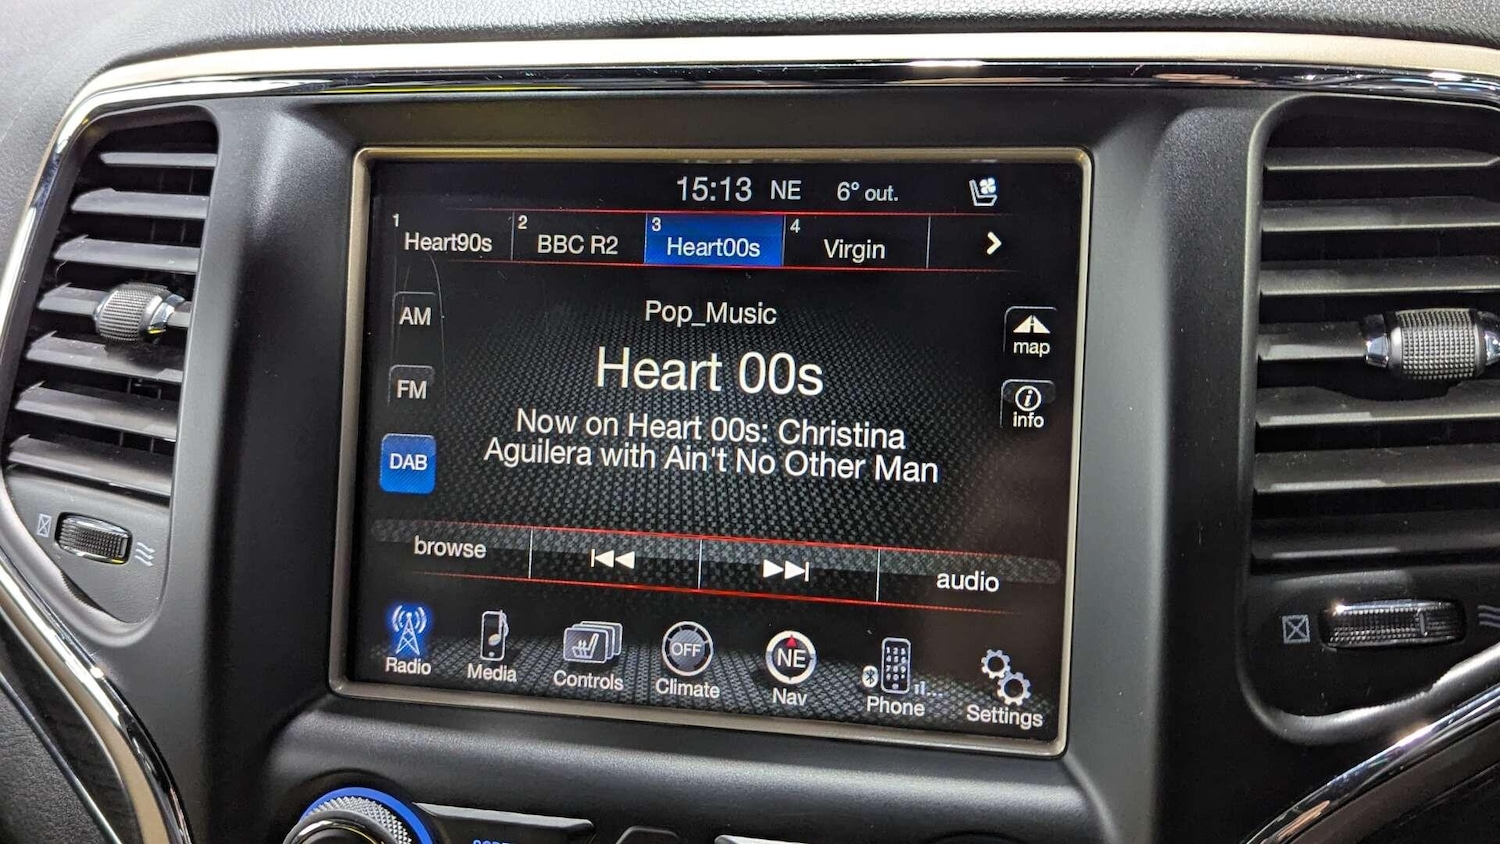 15:13 NE 6° out.
1 Heart90s 2 BBC R2 3 Heart00s 4 Virgin
Pop_Music
AM
map
Heart 00s
FM
info
Now on Heart 00s: Christina
Aguilera with Ain't No Other Man
DAB
browse audio
OFF NE
Radio Media Controls Climate Nav Phone Settings